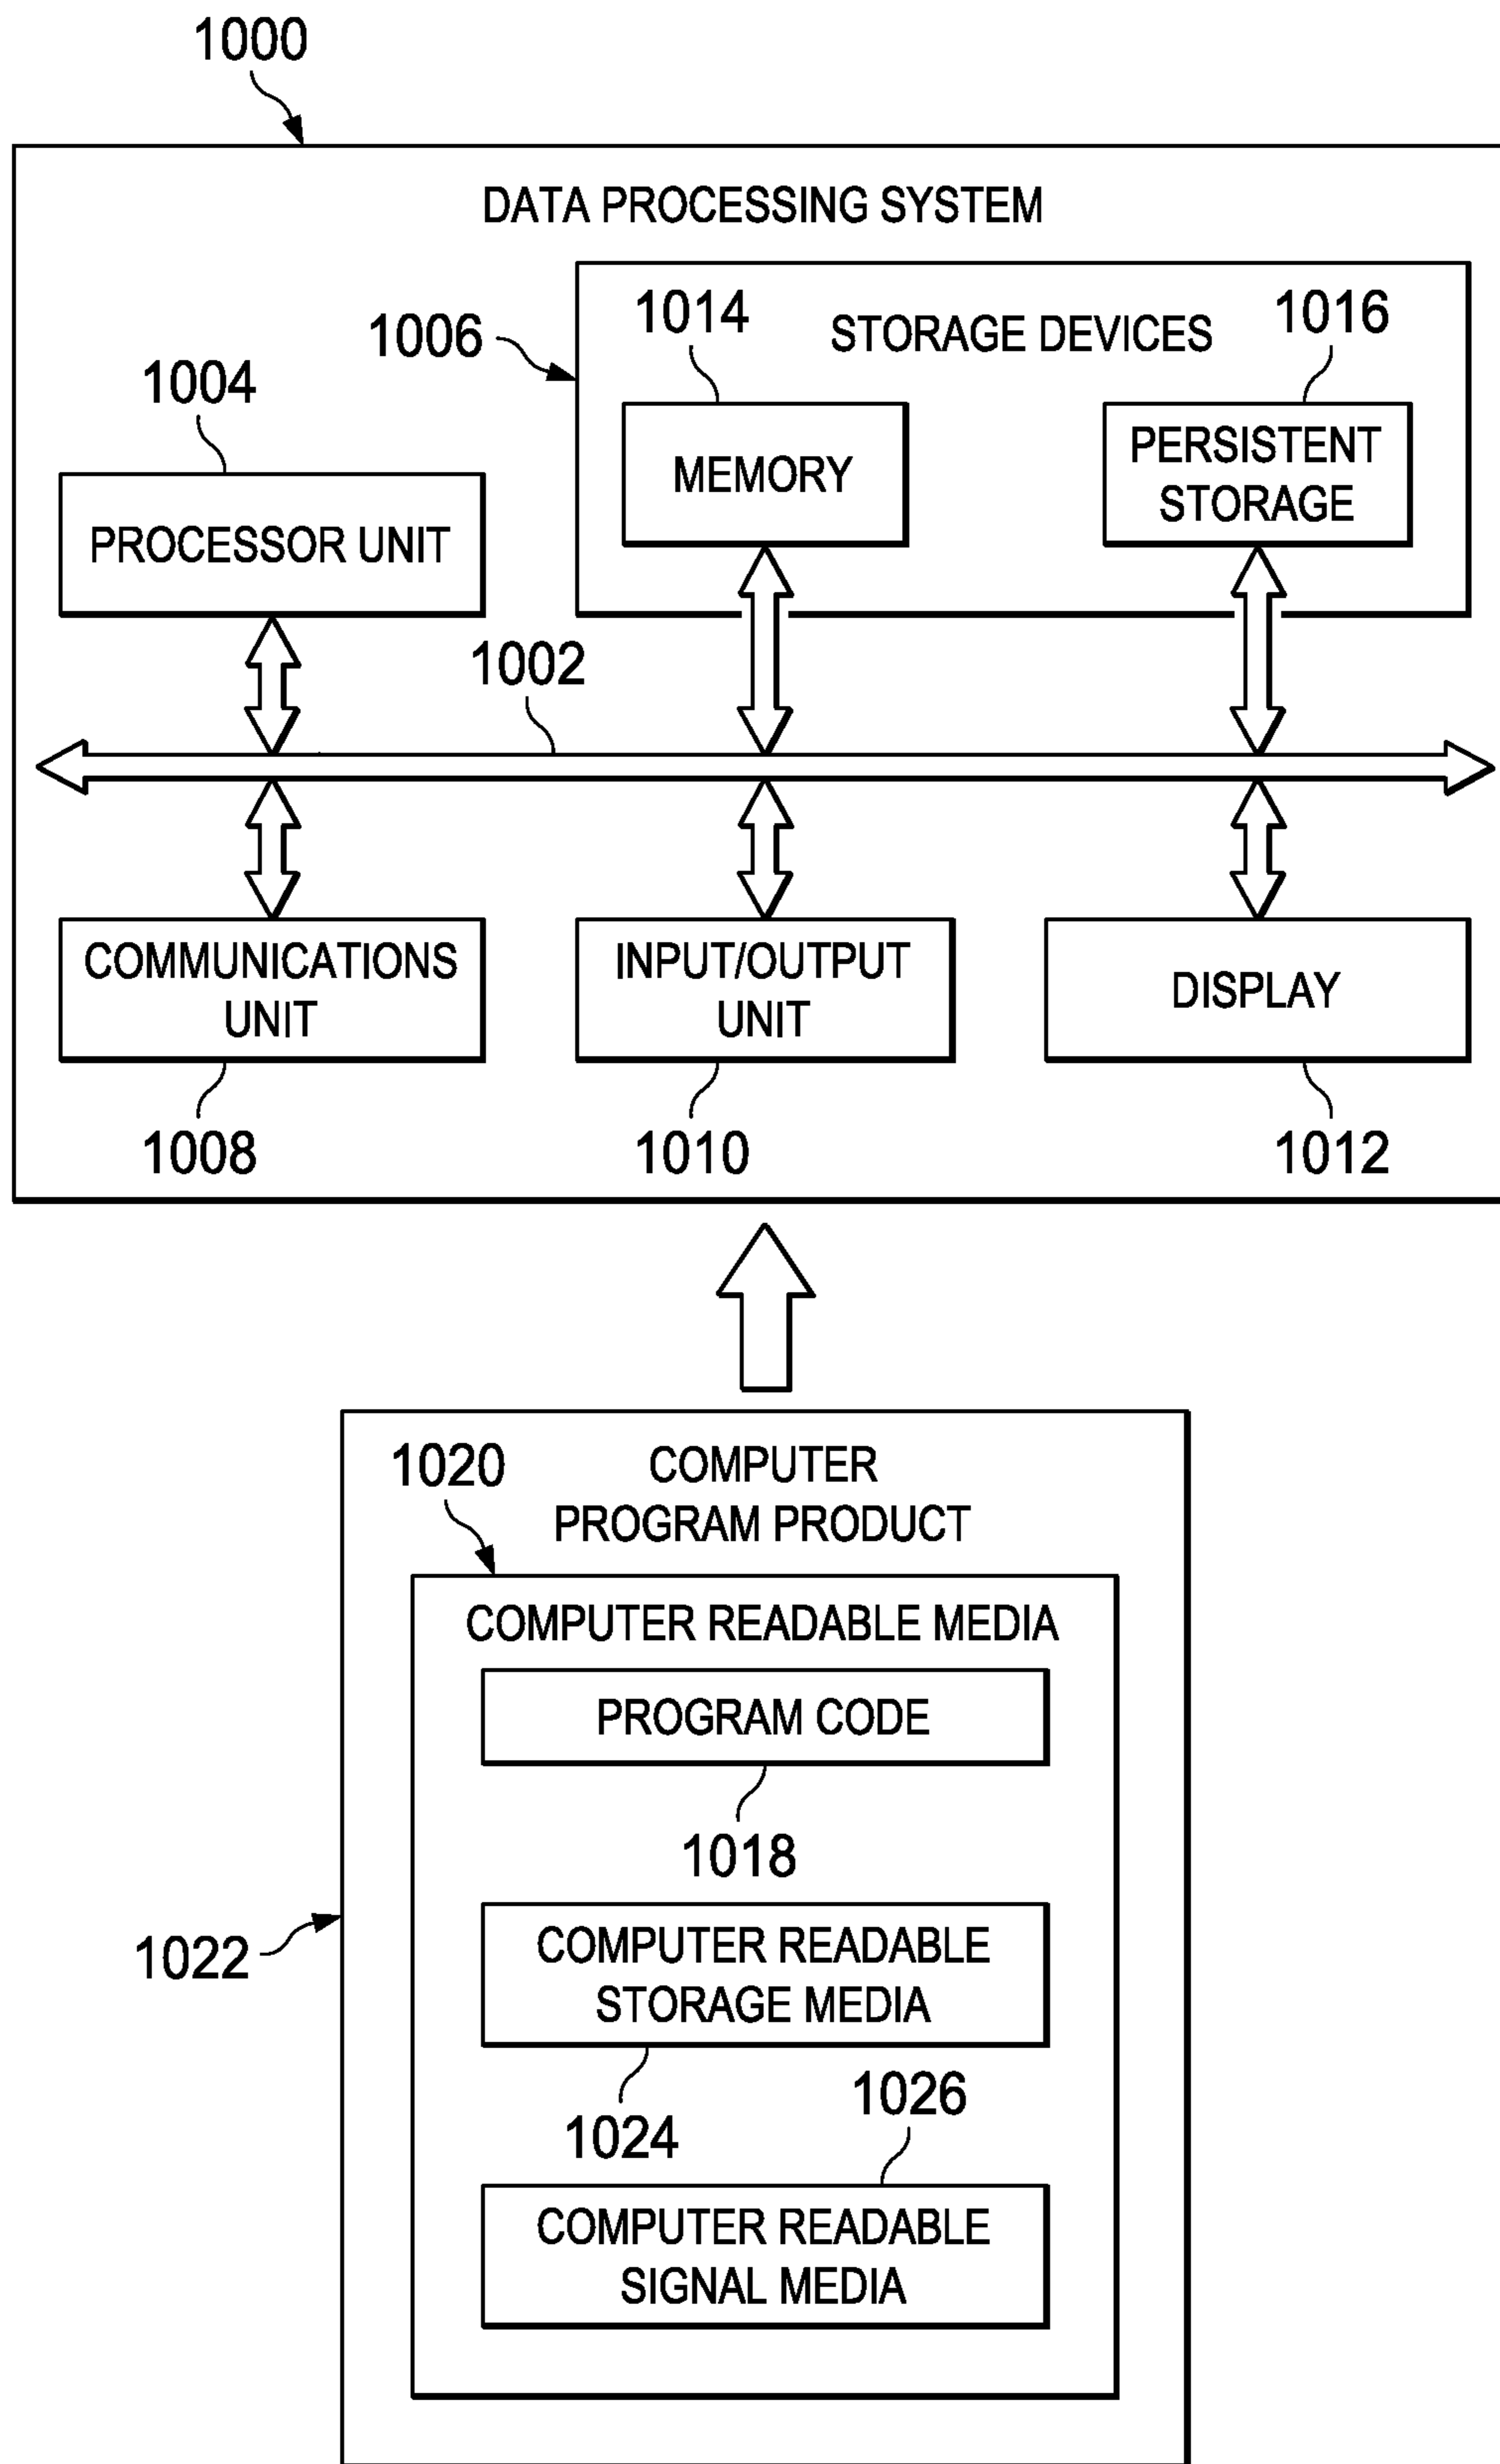 1000
DATA PROCESSING SYSTEM
1006
1014
STORAGE DEVICES
1016
1004
MEMORY
PERSISTENT
STORAGE
PROCESSOR UNIT
1002
COMMUNICATIONS
UNIT
INPUT/OUTPUT
UNIT
DISPLAY
1008
1010
1012
COMPUTER
PROGRAM PRODUCT
1020
COMPUTER READABLE MEDIA
PROGRAM CODE
1018
1022
COMPUTER READABLE
STORAGE MEDIA
1024
1026
COMPUTER READABLE
SIGNAL MEDIA